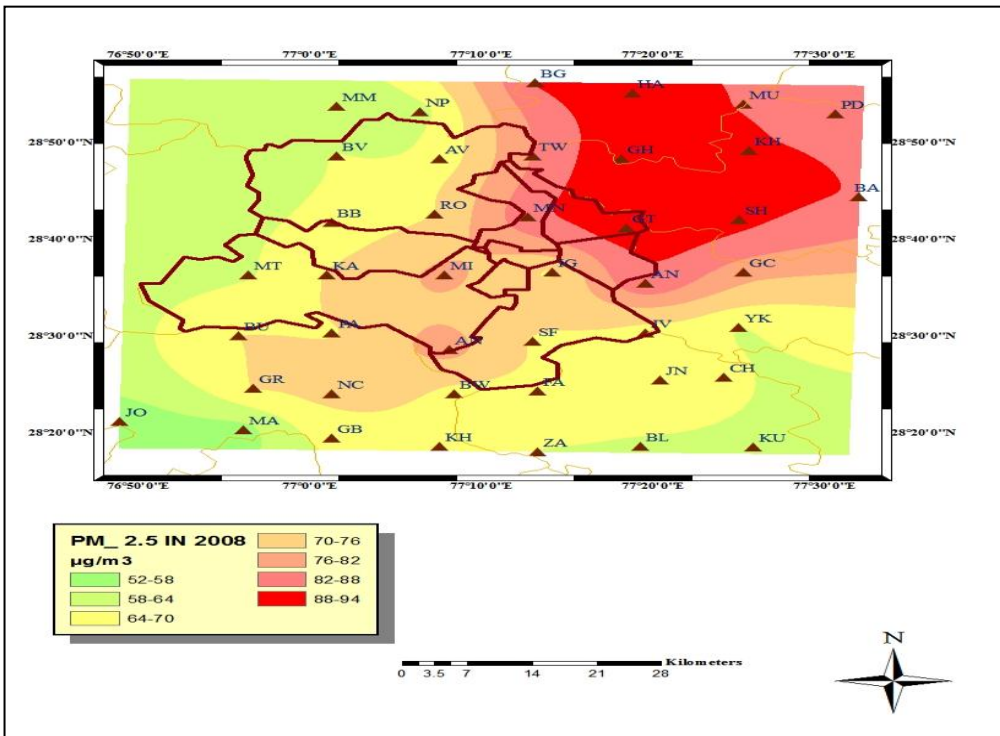 76°50'0"E 77°0'0"E 77°10'0"E 77°20'0"E 77°30'0"E
BG
HA
MM NP MU PD
28°50'0"N 28°50'0"N
BV AV TW GH KH
BA
BB RO MN GT SH
28°40'0"N 28°40'0"N
MT KA MI IG AN GC
28°30'0"N 28°30'0"N
BU PA AN SF JV YK
GR NC BW FA JN CH
JO MA GB KH ZA BL KU
28°20'0"N 28°20'0"N
76°50'0"E 77°0'0"E 77°10'0"E 77°20'0"E 77°30'0"E
PM_ 2.5 IN 2008
µg/m3
52-58
58-64
64-70
70-76
76-82
82-88
88-94
N
Kilometers
0 3.5 7 14 21 28